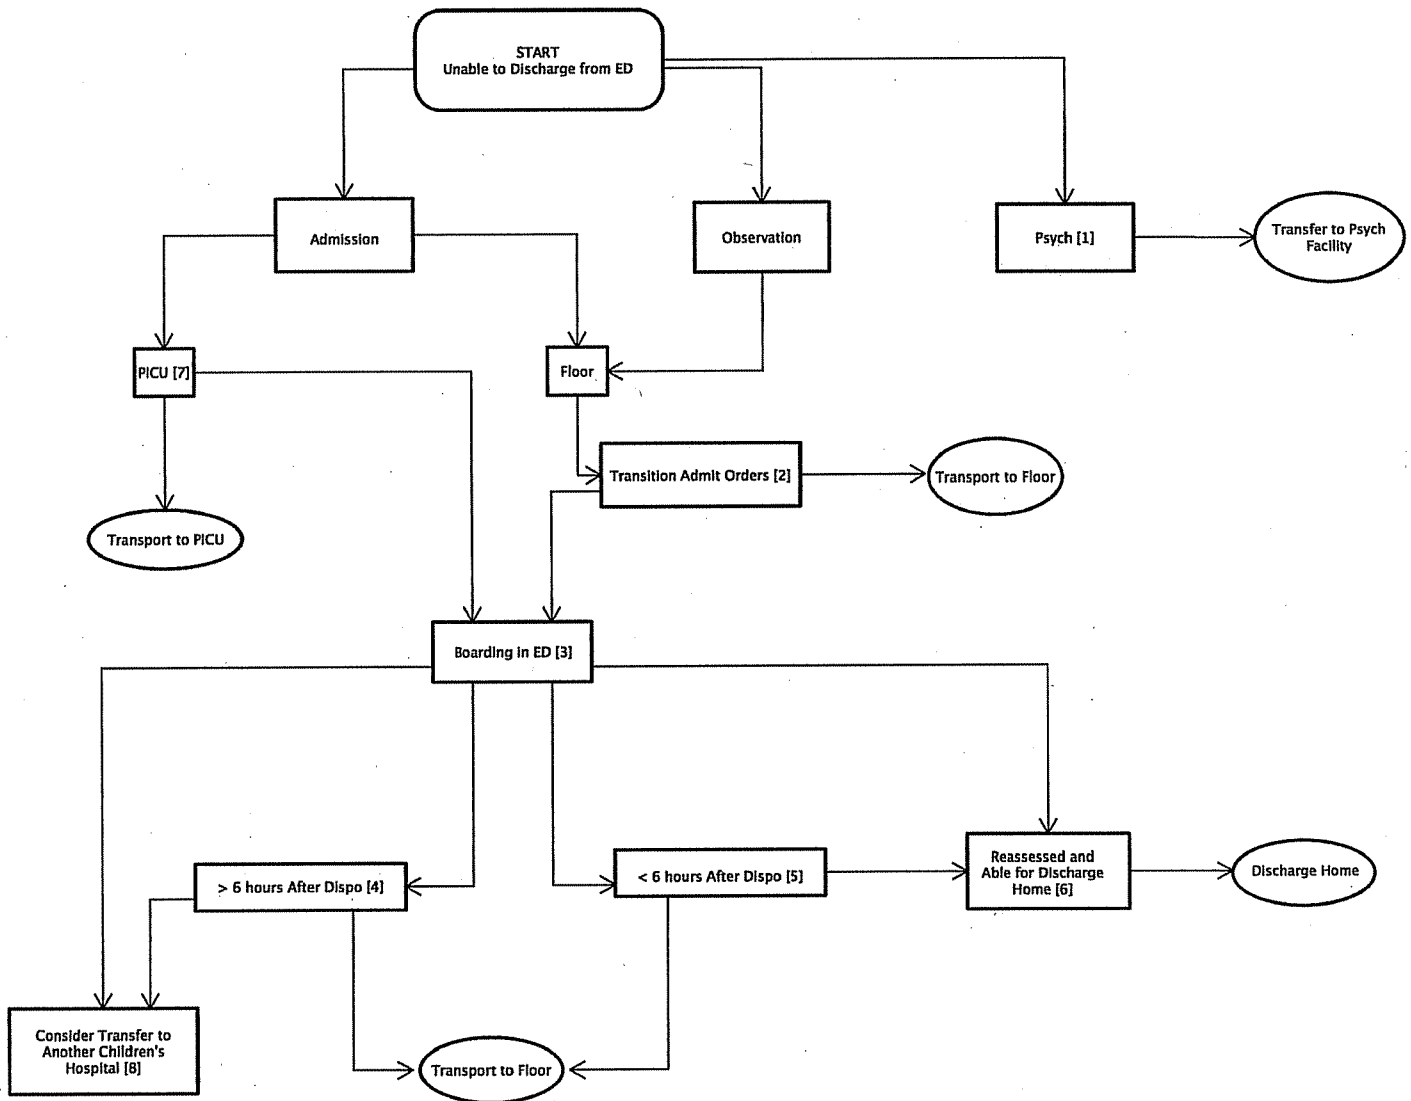 START
Unable to Discharge from ED
Admission
Observation
Psych [1]
Transfer to Psych
Facility
PICU [7]
Floor
Transition Admit Orders [2]
Transport to Floor
Transport to PICU
Boarding in ED [3]
> 6 hours After Dispo [4]
< 6 hours After Dispo [5]
Reassessed and
Able for Discharge
Home [6]
Discharge Home
Consider Transfer to
Another Children's
Hospital [8]
Transport to Floor